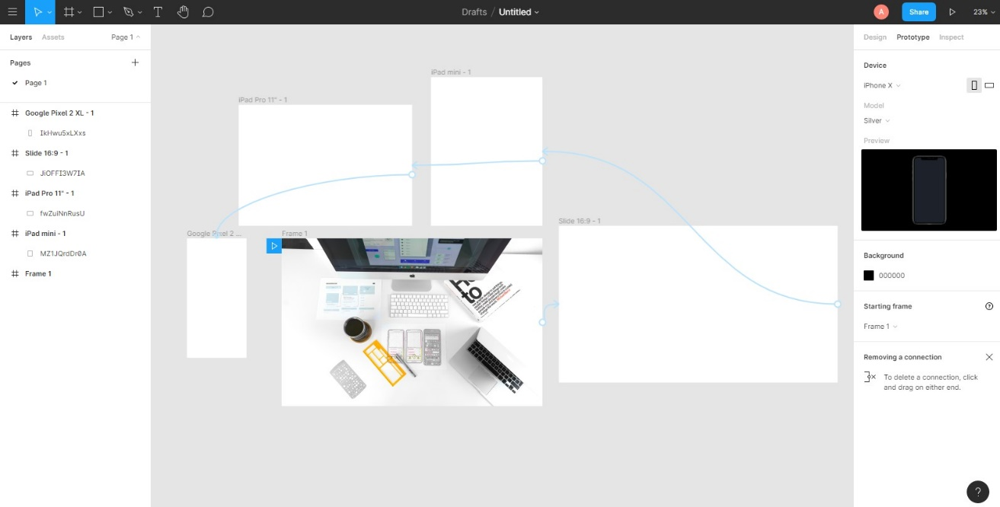 Drafts / Untitled
A
Share
23%
Layers
Assets
Page 1
Pages
Page 1
Google Pixel 2 XL - 1
IkHwu5xLXxs
Slide 16:9 - 1
JiOFFI3W7IA
iPad Pro 11" - 1
fwZuiNnRusU
iPad mini - 1
MZ1JQrdDr0A
Frame 1
iPad mini - 1
iPad Pro 11" - 1
Slide 16:9 - 1
Google Pixel 2 ...
Frame 1
to
Design
Prototype
Inspect
Device
iPhone X
Model
Silver
Preview
Background
000000
Starting frame
Frame 1
Removing a connection
To delete a connection, click
and drag on either end.
?